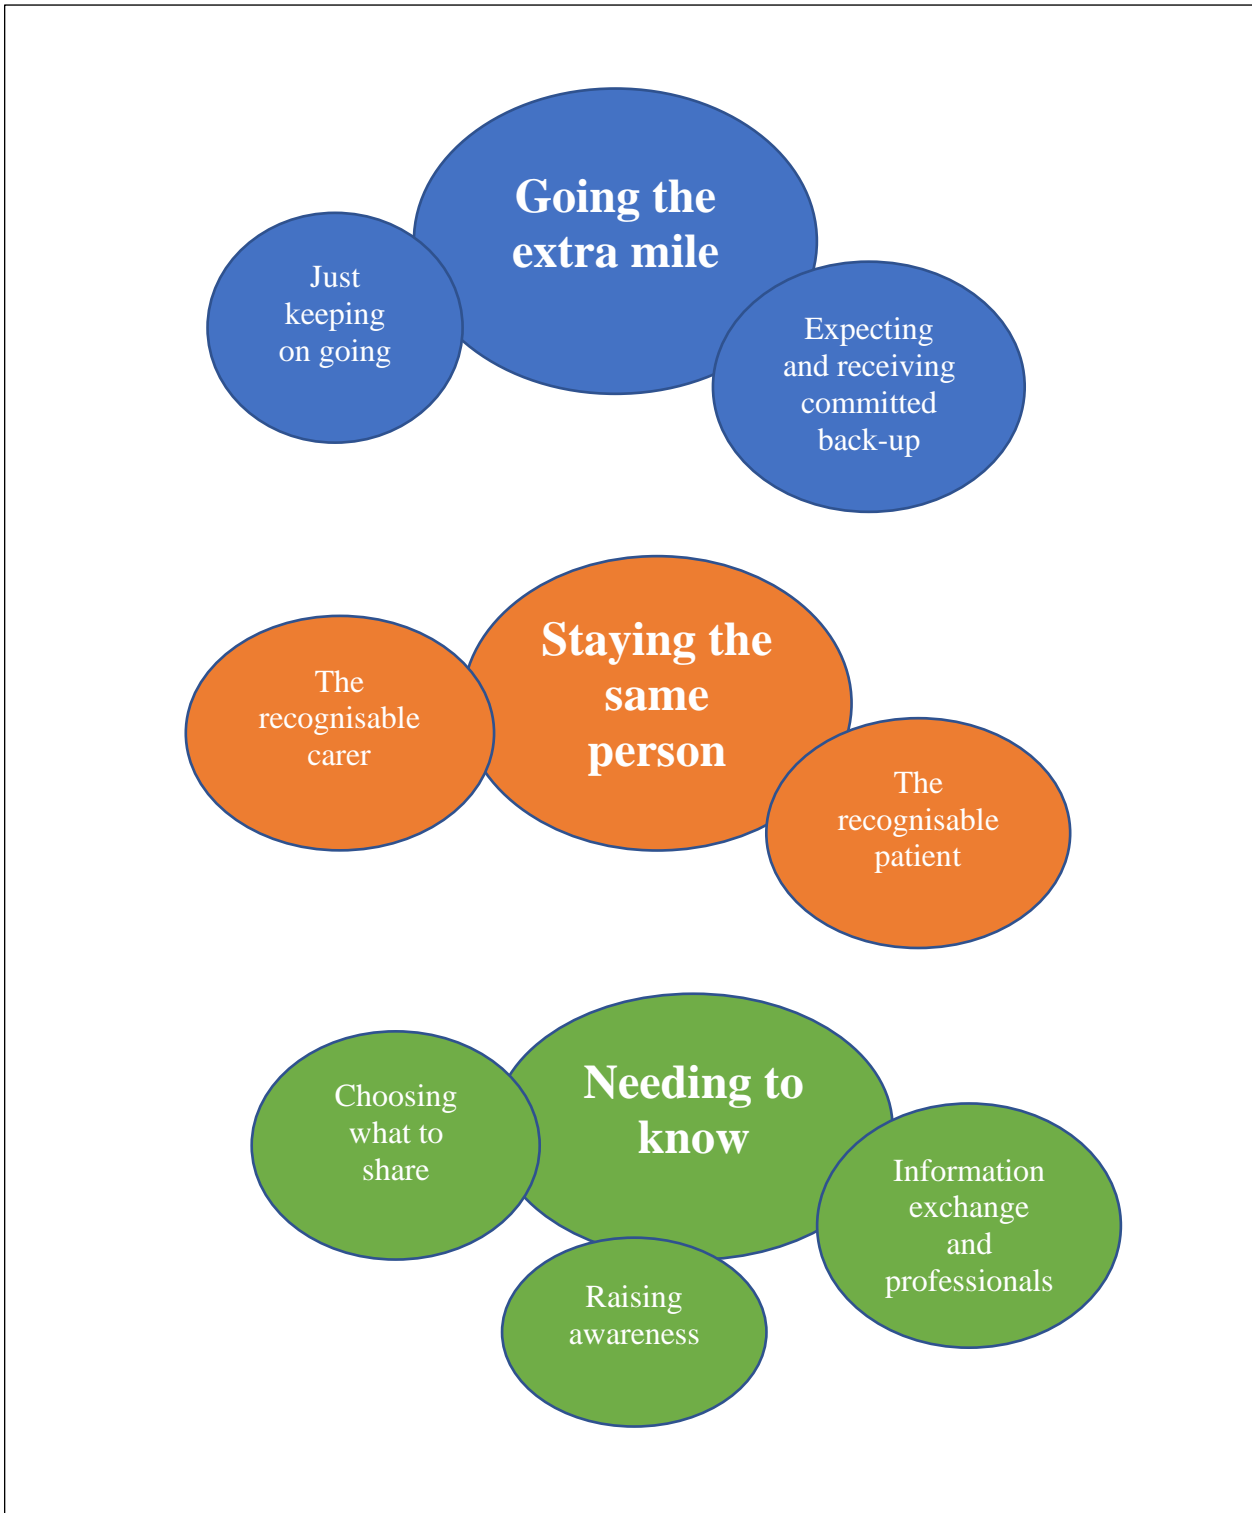 Going the
extra mile
Just
keeping
on going
Expecting
and receiving
committed
back-up
Staying the
same
person
The
recognisable
carer
The
recognisable
patient
Needing to
know
Choosing
what to
share
Information
exchange
and
professionals
Raising
awareness